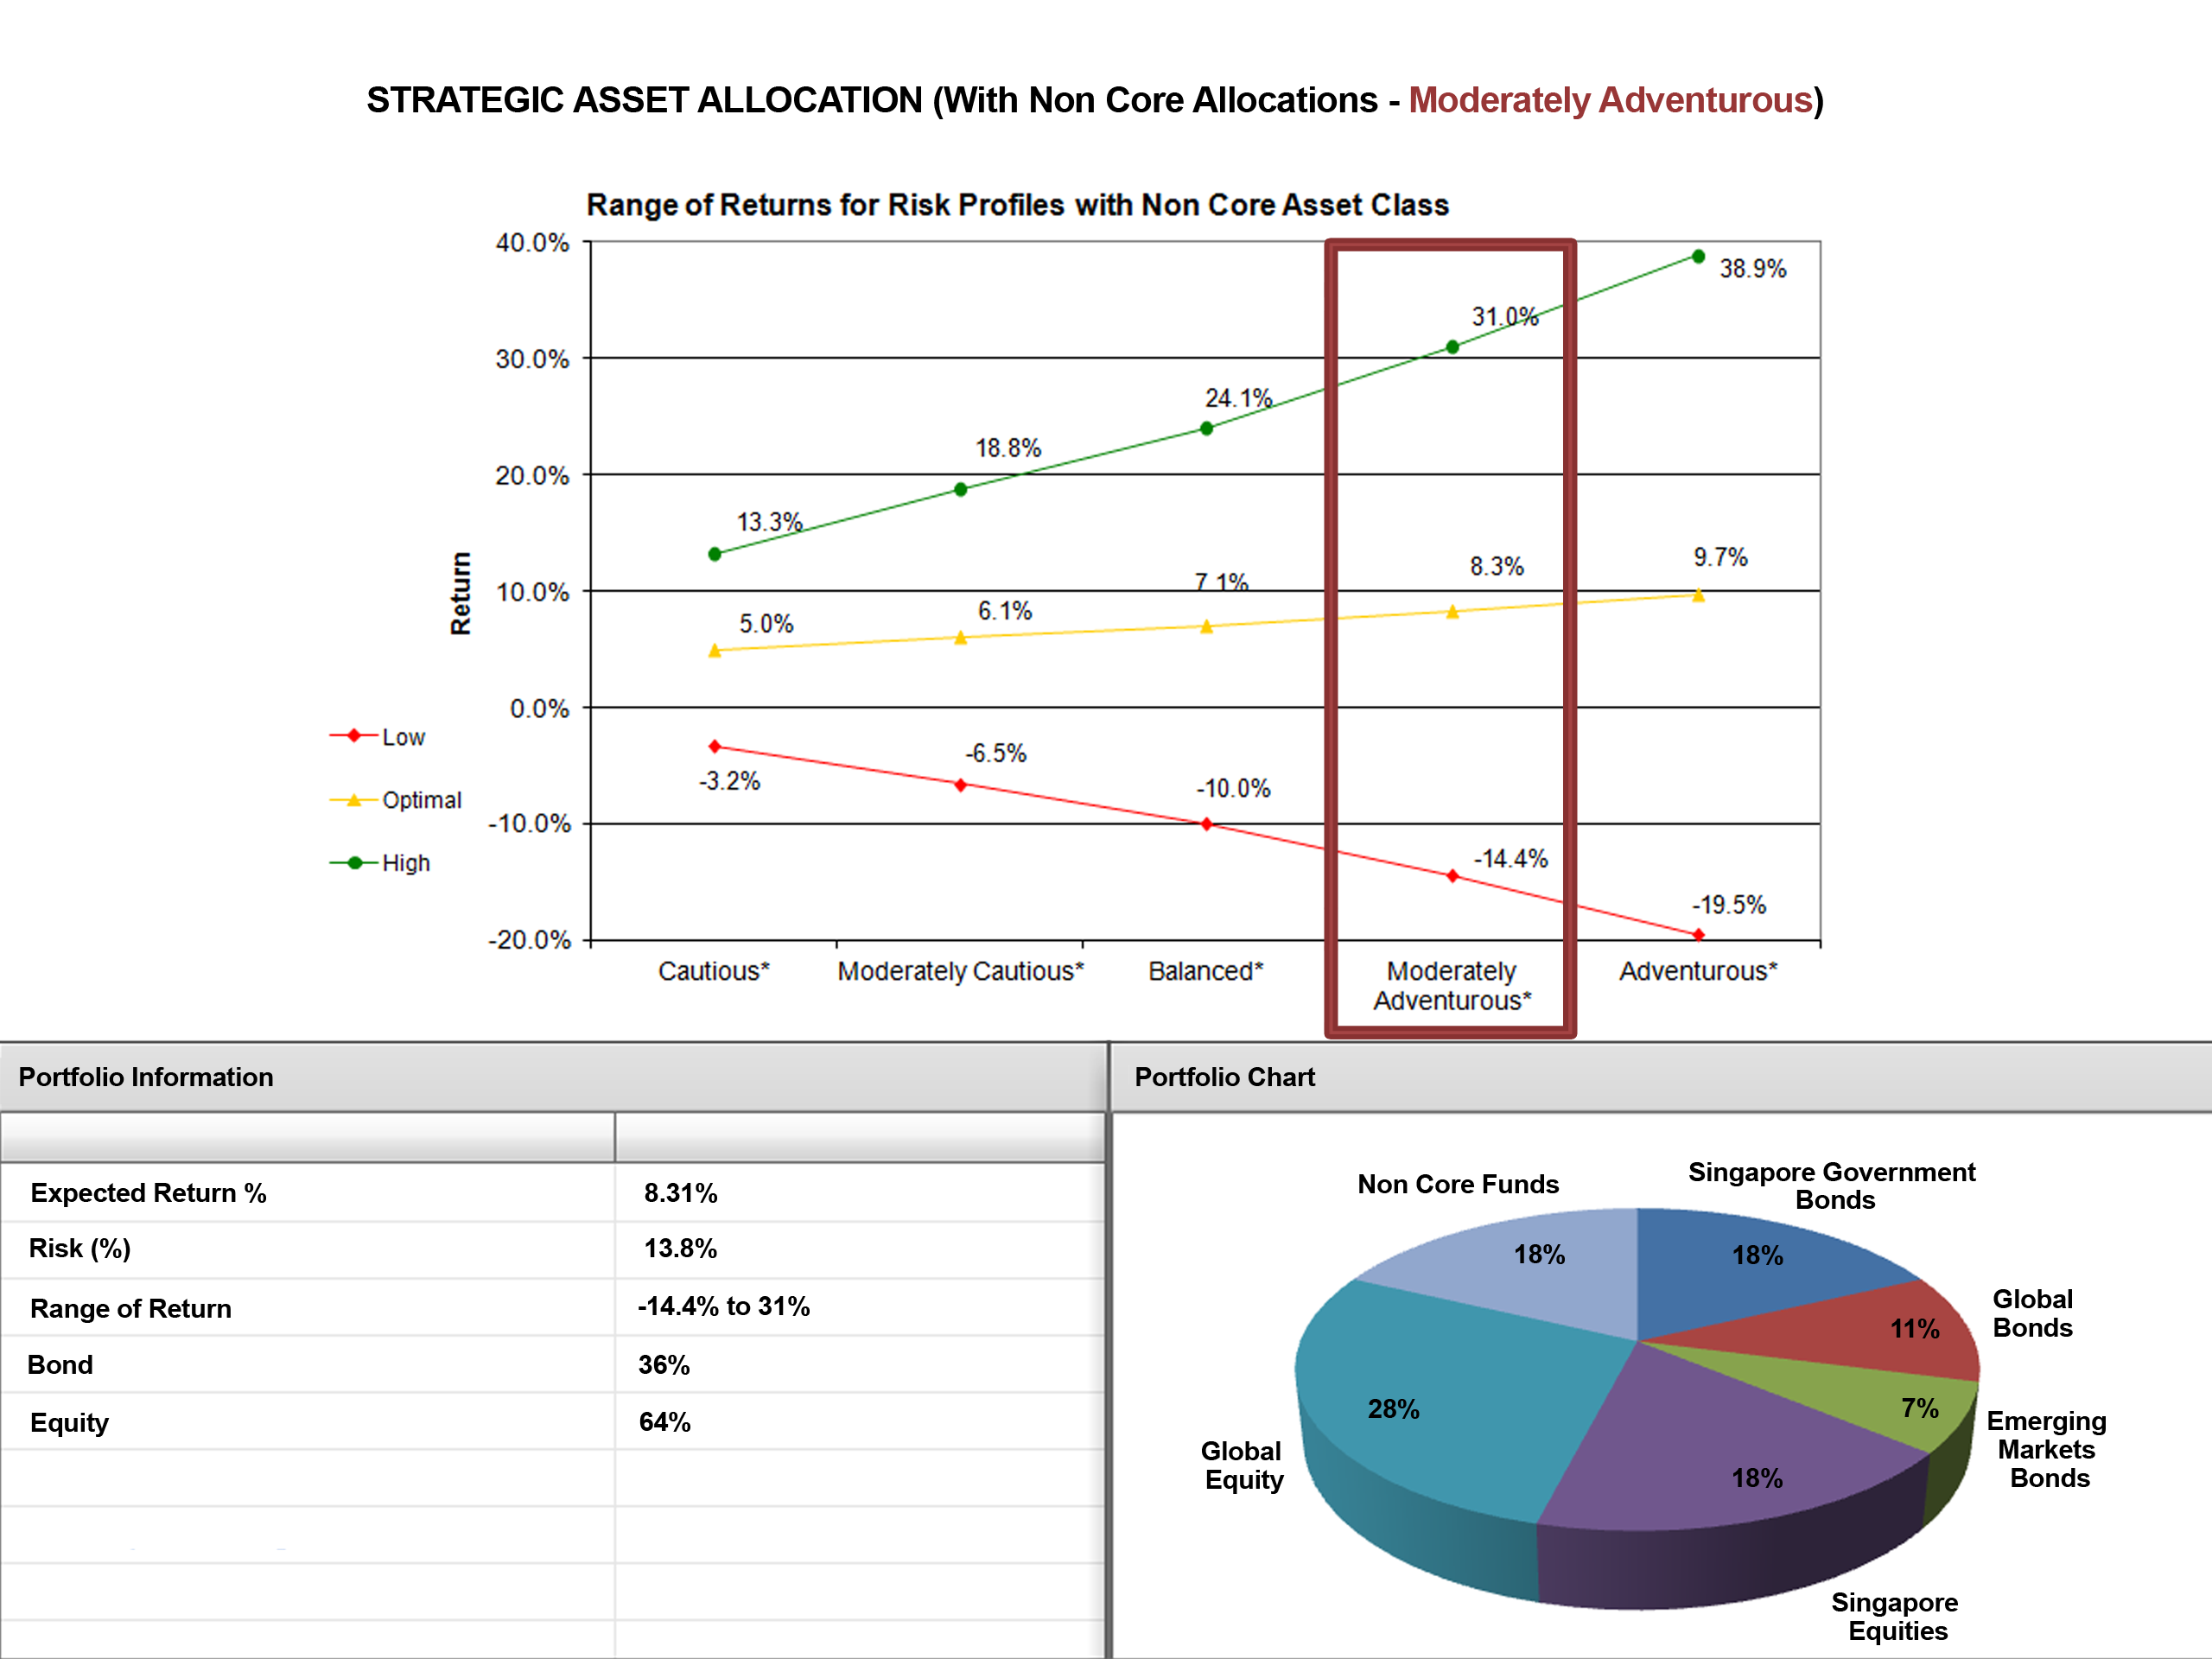 STRATEGIC ASSET ALLOCATION (With Non Core Allocations - Moderately Adventurous)
Range of Returns for Risk Profiles with Non Core Asset Class
40.0%
30.0%
20.0%
10.0%
0.0%
-10.0%
-20.0%
Return
Low
Optimal
High
13.3%
18.8%
24.1%
31.0%
38.9%
5.0%
6.1%
7.1%
8.3%
9.7%
-3.2%
-6.5%
-10.0%
-14.4%
-19.5%
Cautious*
Moderately Cautious*
Balanced*
Moderately
Adventurous*
Adventurous*
Portfolio Information
Expected Return % 8.31%
Risk (%) 13.8%
Range of Return -14.4% to 31%
Bond 36%
Equity 64%
Portfolio Chart
Non Core Funds
18%
Singapore Government
Bonds
18%
Global
Bonds
11%
Emerging
Markets
Bonds
7%
Singapore
Equities
18%
Global
Equity
28%